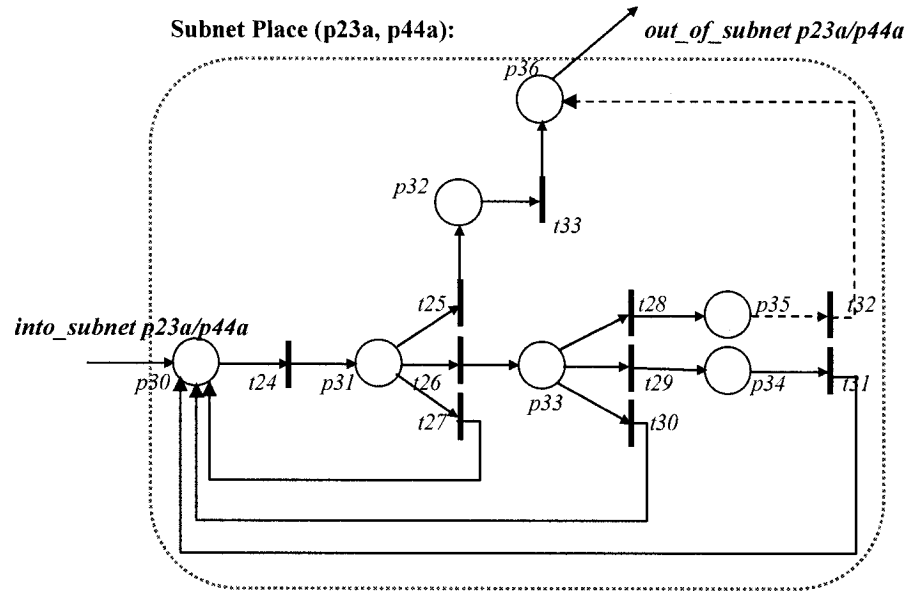 Subnet Place (p23a, p44a):
out_of_subnet p23a/p44a
p36
p32
t33
t25
t28
p35
t32
into_subnet p23a/p44a
p30
t24
p31
t26
p33
t29
p34
t31
t27
t30